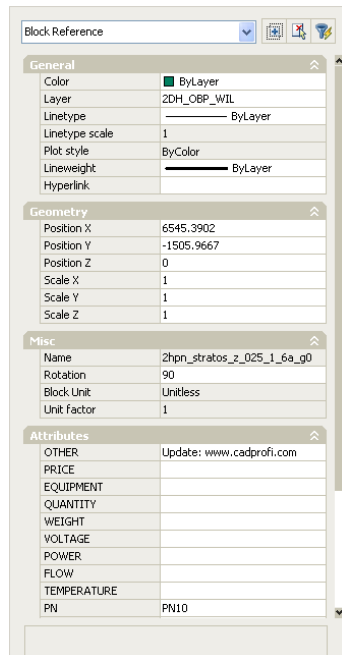 Block Reference
General
Color ByLayer
Layer 2DH_OBP_WIL
Linetype ByLayer
Linetype scale 1
Plot style ByColor
Lineweight ByLayer
Hyperlink
Geometry
Position X 6545.3902
Position Y -1505.9667
Position Z 0
Scale X 1
Scale Y 1
Scale Z 1
Misc
Name 2hpn_stratos_z_025_1_6a_g0
Rotation 90
Block Unit Unitless
Unit factor 1
Attributes
OTHER Update: www.cadprofi.com
PRICE
EQUIPMENT
QUANTITY
WEIGHT
VOLTAGE
POWER
FLOW
TEMPERATURE
PN PN10